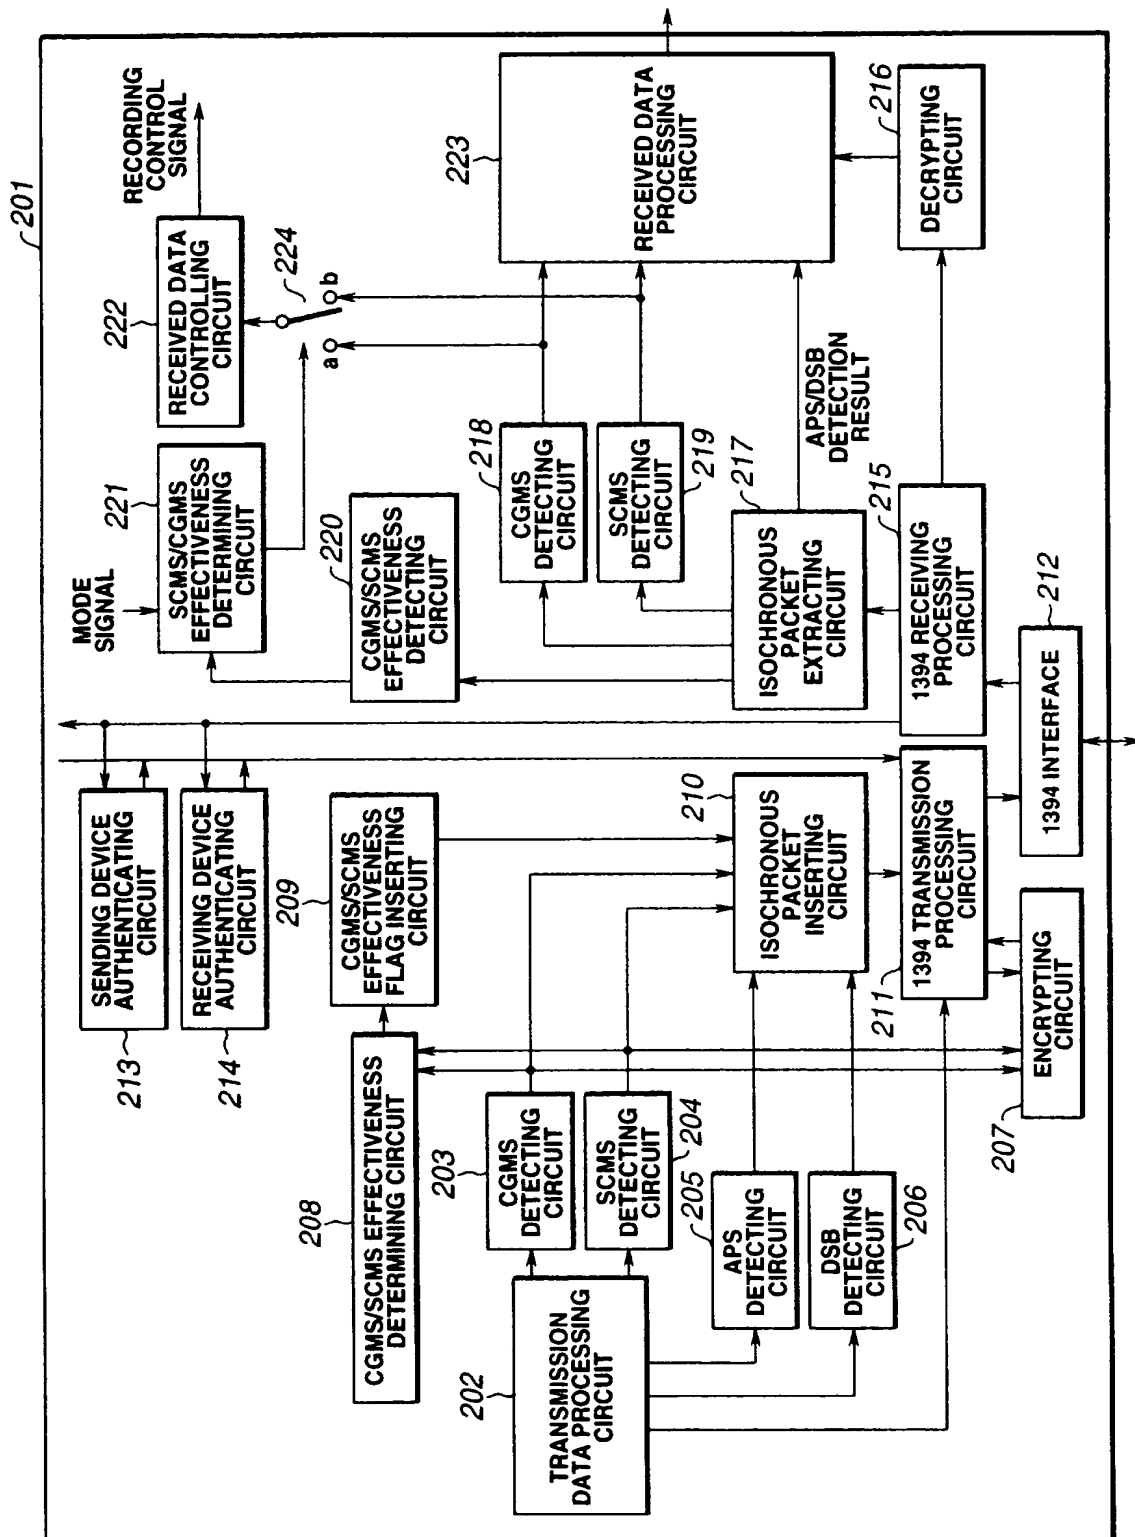 201
SENDING DEVICE
AUTHENTICATING
CIRCUIT
213
RECEIVING DEVICE
AUTHENTICATING
CIRCUIT
214
CGMS/SCMS EFFECTIVENESS
DETERMINING CIRCUIT
208
CGMS/SCMS
EFFECTIVENESS
FLAG INSERTING
CIRCUIT
209
TRANSMISSION
DATA PROCESSING
CIRCUIT
202
CGMS
DETECTING
CIRCUIT
203
SCMS
DETECTING
CIRCUIT
204
APS
DETECTING
CIRCUIT
205
DSB
DETECTING
CIRCUIT
206
ISOCHRONOUS
PACKET
INSERTING
CIRCUIT
210
1394 TRANSMISSION
PROCESSING
CIRCUIT
211
ENCRYPTING
CIRCUIT
207
1394 INTERFACE
212
MODE
SIGNAL
SCMS/CGMS
EFFECTIVENESS
DETERMINING
CIRCUIT
221
RECEIVED DATA
CONTROLLING
CIRCUIT
222
RECORDING
CONTROL
SIGNAL
224
a
b
CGMS/SCMS
EFFECTIVENESS
DETECTING
CIRCUIT
220
CGMS
DETECTING
CIRCUIT
218
SCMS
DETECTING
CIRCUIT
219
ISOCHRONOUS
PACKET
EXTRACTING
CIRCUIT
217
APS/DSB
DETECTION
RESULT
1394 RECEIVING
PROCESSING
CIRCUIT
215
RECEIVED DATA
PROCESSING
CIRCUIT
223
DECRYPTING
CIRCUIT
216